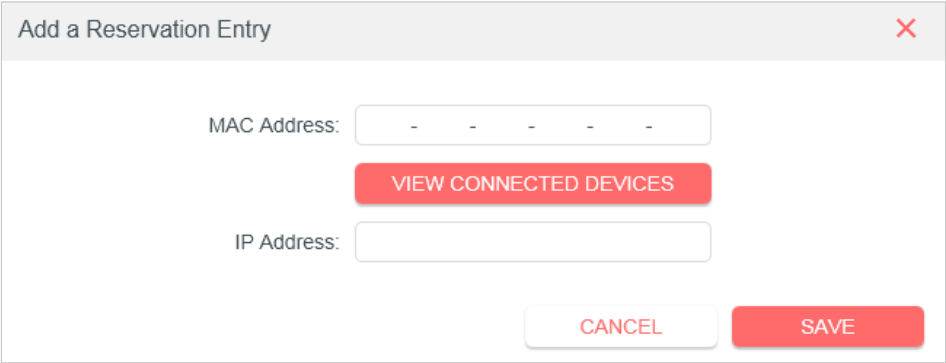 Add a Reservation Entry
MAC Address: - - - - -
VIEW CONNECTED DEVICES
IP Address:
CANCEL SAVE